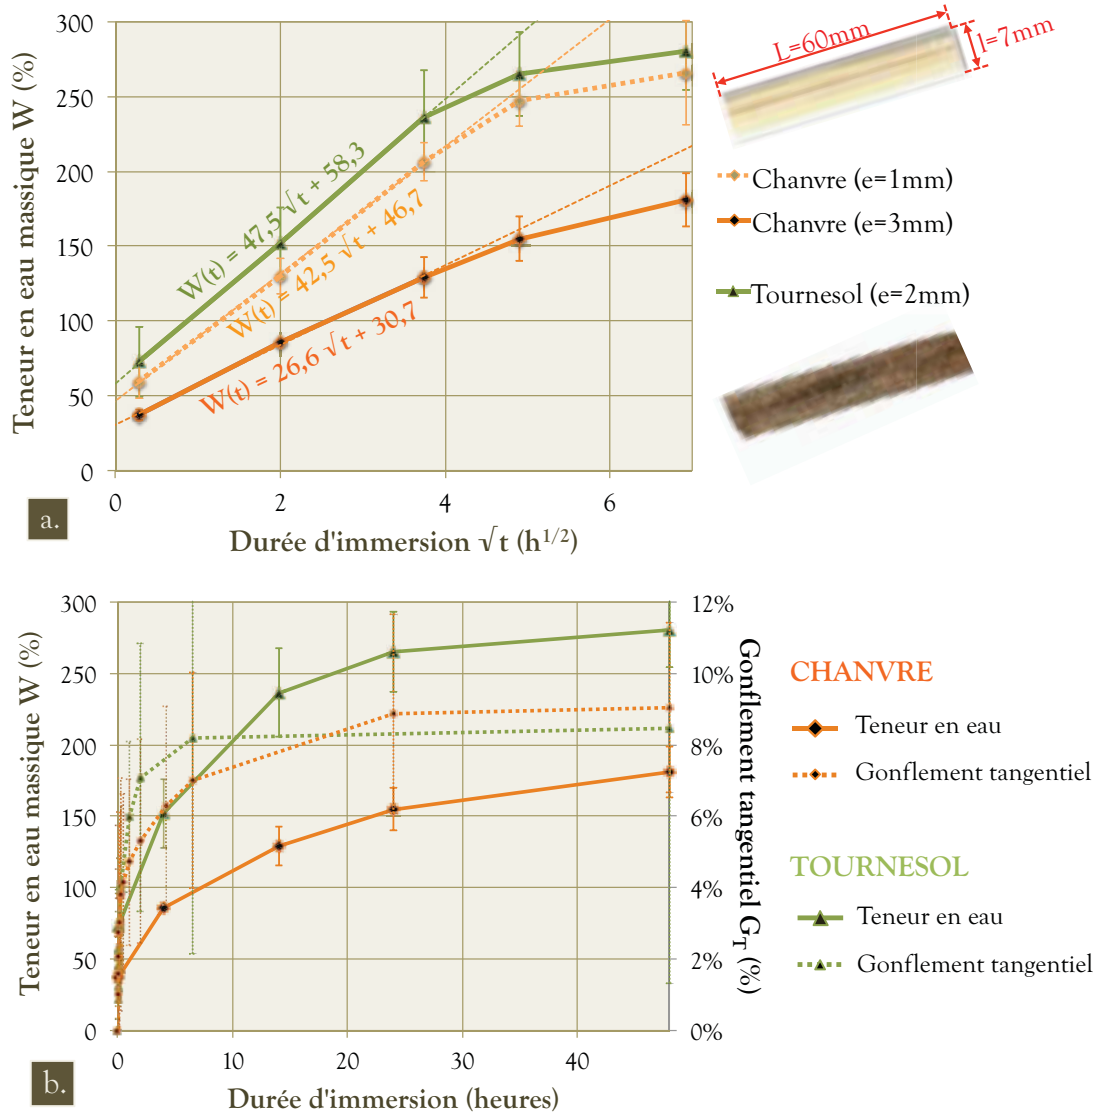 300
250
200
150
100
50
0
Teneur en eau massique W (%)
W(t) = 47,5 √t + 58,3
W(t) = 42,5 √t + 46,7
W(t) = 26,6 √t + 30,7
0 2 4 6
Durée d'immersion √t (h1/2)
a.
L=60mm
l=7mm
Chanvre (e=1mm)
Chanvre (e=3mm)
Tournesol (e=2mm)
300
250
200
150
100
50
0
Teneur en eau massique W (%)
12%
10%
8%
6%
4%
2%
0%
Gonflement tangentiel GT (%)
0 10 20 30 40
Durée d'immersion (heures)
b.
CHANVRE
Teneur en eau
Gonflement tangentiel
TOURNESOL
Teneur en eau
Gonflement tangentiel